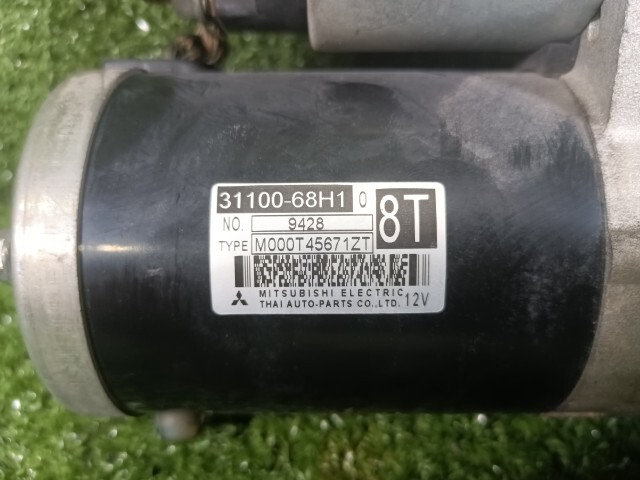 31100-68H1 0 8T
NO. 9428
TYPE M000T45671ZT
MITSUBISHI ELECTRIC
THAI AUTO-PARTS CO.,LTD. 12V